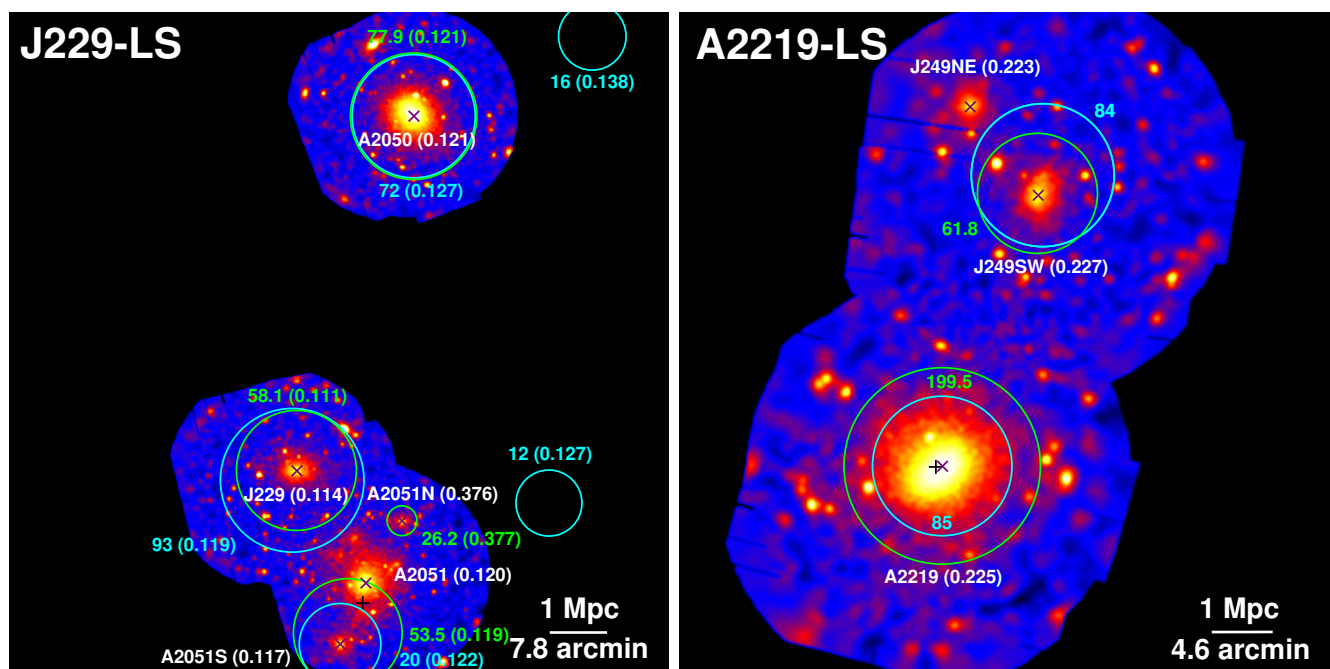 J229-LS
77.9 (0.121)
16 (0.138)
A2050 (0.121)
72 (0.127)
58.1 (0.111)
12 (0.127)
J229 (0.114)
A2051N (0.376)
93 (0.119)
26.2 (0.377)
A2051 (0.120)
1 Mpc
53.5 (0.119)
7.8 arcmin
A2051S (0.117)
20 (0.122)
A2219-LS
J249NE (0.223)
84
61.8
J249SW (0.227)
199.5
85
A2219 (0.225)
1 Mpc
4.6 arcmin